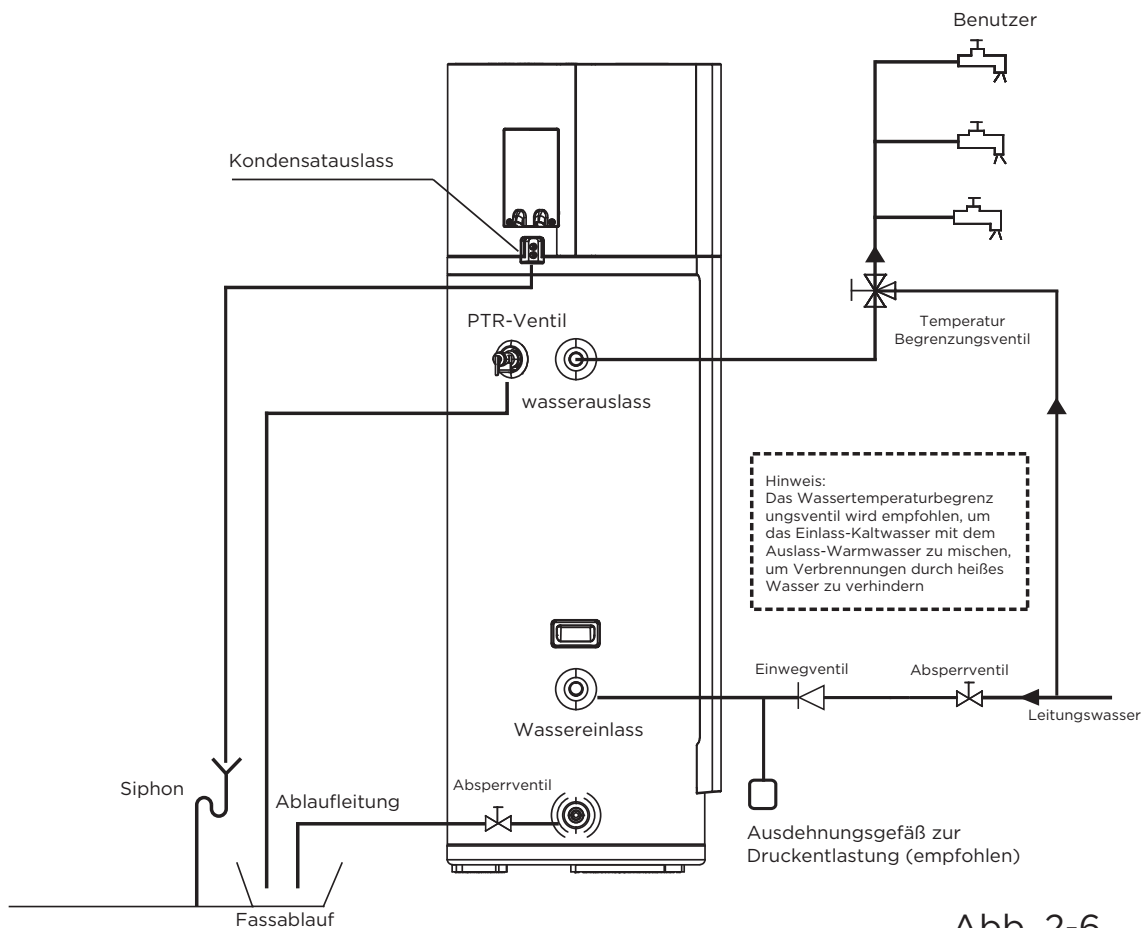 Benutzer
Kondensatauslass
PTR-Ventil
Temperatur
Begrenzungsventil
wasserauslass
Hinweis:
Das Wassertemperaturbegrenz
ungsventil wird empfohlen, um
das Einlass-Kaltwasser mit dem
Auslass-Warmwasser zu mischen,
um Verbrennungen durch heißes
Wasser zu verhindern
Einwegventil
Absperrventil
Leitungswasser
Wassereinlass
Absperrventil
Siphon
Ablaufleitung
Ausdehnungsgefäß zur
Druckentlastung (empfohlen)
Fassablauf
Abb. 2-6